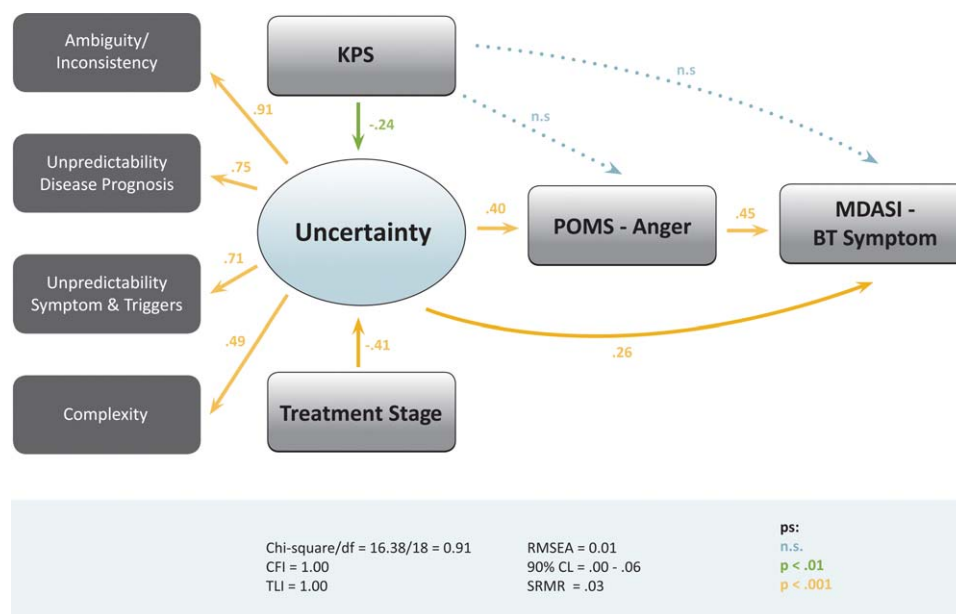 Ambiguity/
Inconsistency
KPS
n.s
.91
-.24
n.s
Unpredictability
Disease Prognosis
.75
Uncertainty
.40
POMS - Anger
.45
MDASI -
BT Symptom
Unpredictability
Symptom & Triggers
.71
.49
-.41
.26
Complexity
Treatment Stage
Chi-square/df = 16.38/18 = 0.91
CFI = 1.00
TLI = 1.00
RMSEA = 0.01
90% CL = .00 - .06
SRMR = .03
ps:
n.s.
p < .01
p < .001